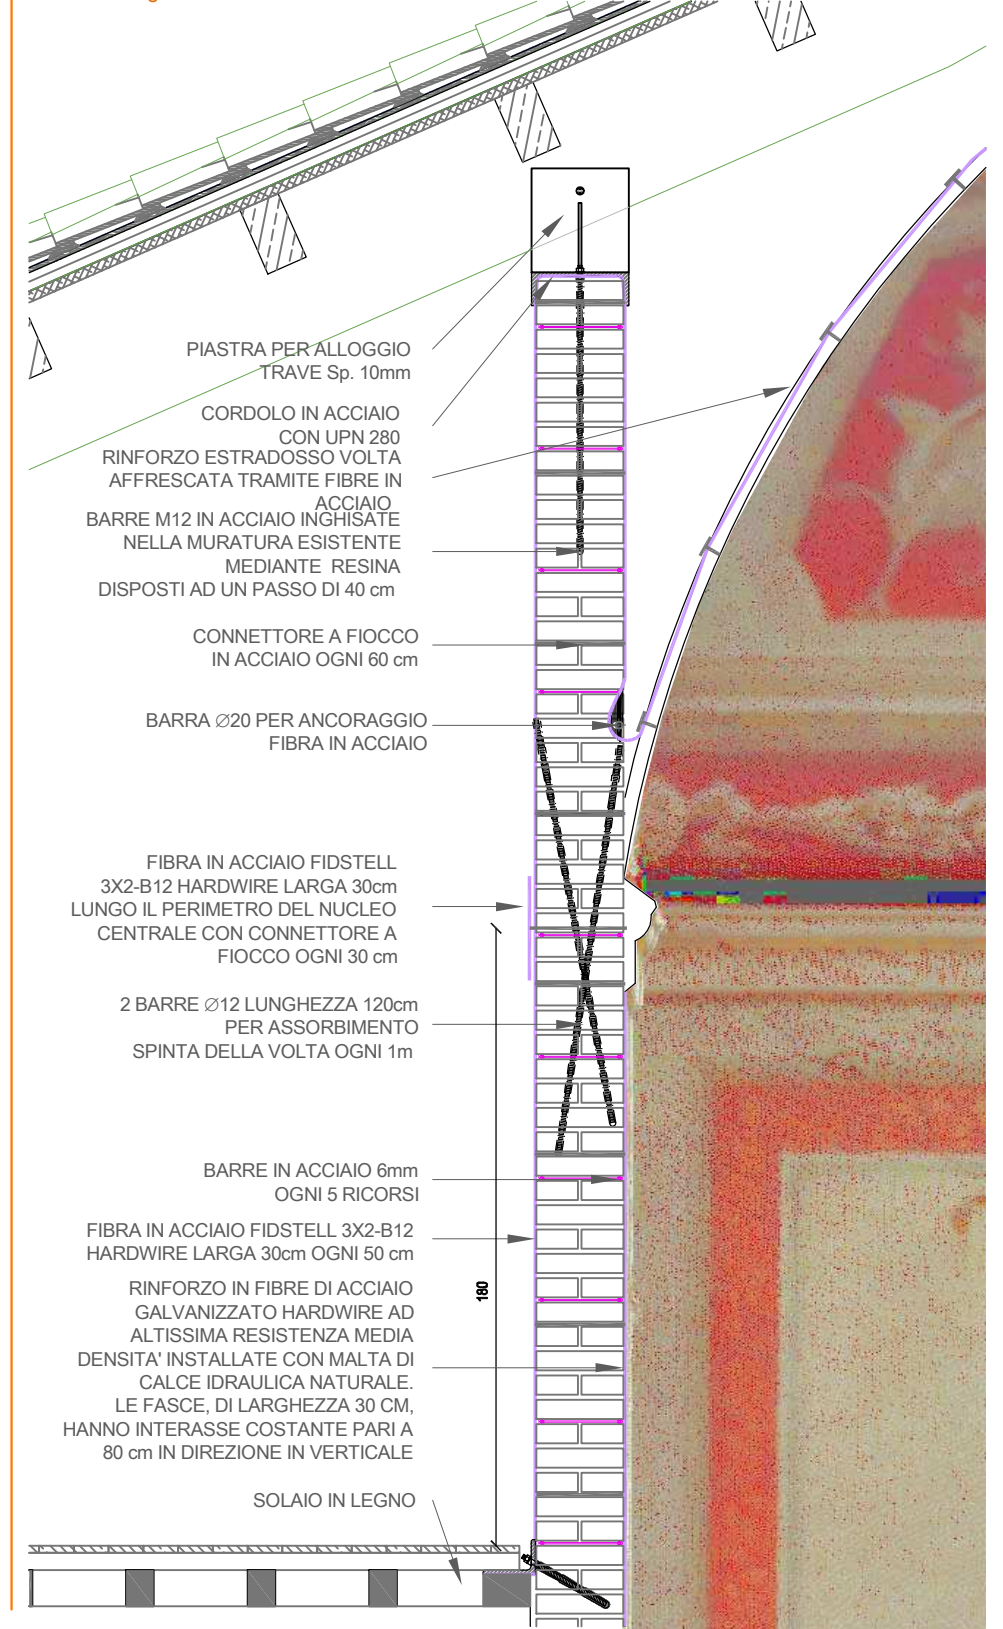 PIASTRA PER ALLOGGIO
TRAVE Sp. 10mm
CORDOLO IN ACCIAIO
CON UPN 280
RINFORZO ESTRADOSSO VOLTA
AFFRESCATA TRAMITE FIBRE IN
ACCIAIO
BARRE M12 IN ACCIAIO INGHISATE
NELLA MURATURA ESISTENTE
MEDIANTE RESINA
DISPOSTI AD UN PASSO DI 40 cm
CONNETTORE A FIOCCO
IN ACCIAIO OGNI 60 cm
BARRA ∅20 PER ANCORAGGIO
FIBRA IN ACCIAIO
FIBRA IN ACCIAIO FIDSTELL
3X2-B12 HARDWIRE LARGA 30cm
LUNGO IL PERIMETRO DEL NUCLEO
CENTRALE CON CONNETTORE A
FIOCCO OGNI 30 cm
2 BARRE ∅12 LUNGHEZZA 120cm
PER ASSORBIMENTO
SPINTA DELLA VOLTA OGNI 1m
BARRE IN ACCIAIO 6mm
OGNI 5 RICORSI
FIBRA IN ACCIAIO FIDSTELL 3X2-B12
HARDWIRE LARGA 30cm OGNI 50 cm
RINFORZO IN FIBRE DI ACCIAIO
GALVANIZZATO HARDWIRE AD
ALTISSIMA RESISTENZA MEDIA
DENSITA' INSTALLATE CON MALTA DI
CALCE IDRAULICA NATURALE.
LE FASCE, DI LARGHEZZA 30 CM,
HANNO INTERASSE COSTANTE PARI A
80 cm IN DIREZIONE IN VERTICALE
180
SOLAIO IN LEGNO